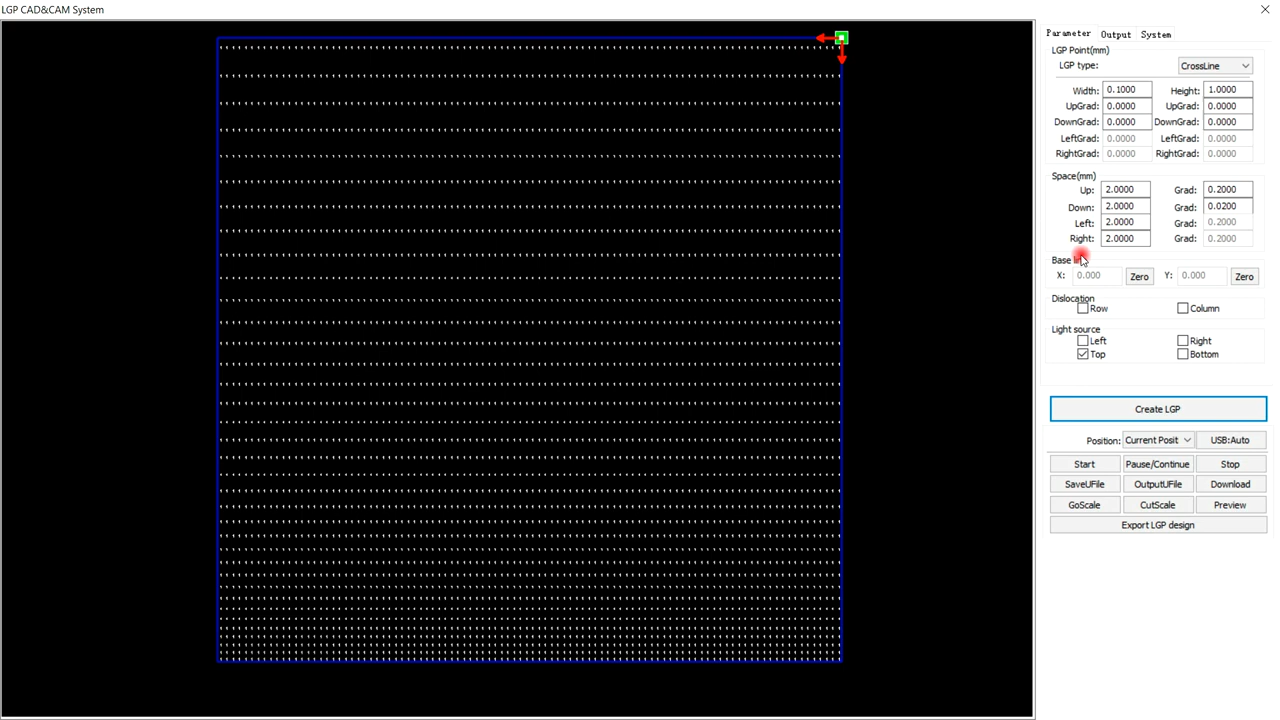 LGP CAD&CAM System
Parameter Output System
LGP Point(mm)
LGP type: CrossLine
Width: 0.1000 Height: 1.0000
UpGrad: 0.0000 UpGrad: 0.0000
DownGrad: 0.0000 DownGrad: 0.0000
LeftGrad: 0.0000 LeftGrad: 0.0000
RightGrad: 0.0000 RightGrad: 0.0000
Space(mm)
Up: 2.0000 Grad: 0.2000
Down: 2.0000 Grad: 0.0200
Left: 2.0000 Grad: 0.2000
Right: 2.0000 Grad: 0.2000
Base
X: 0.000 Zero Y: 0.000 Zero
Dislocation
Row Column
Light source
Left Right
Top Bottom
Create LGP
Position: Current Posit USB:Auto
Start Pause/Continue Stop
SaveUFile OutputUFile Download
GoScale CutScale Preview
Export LGP design